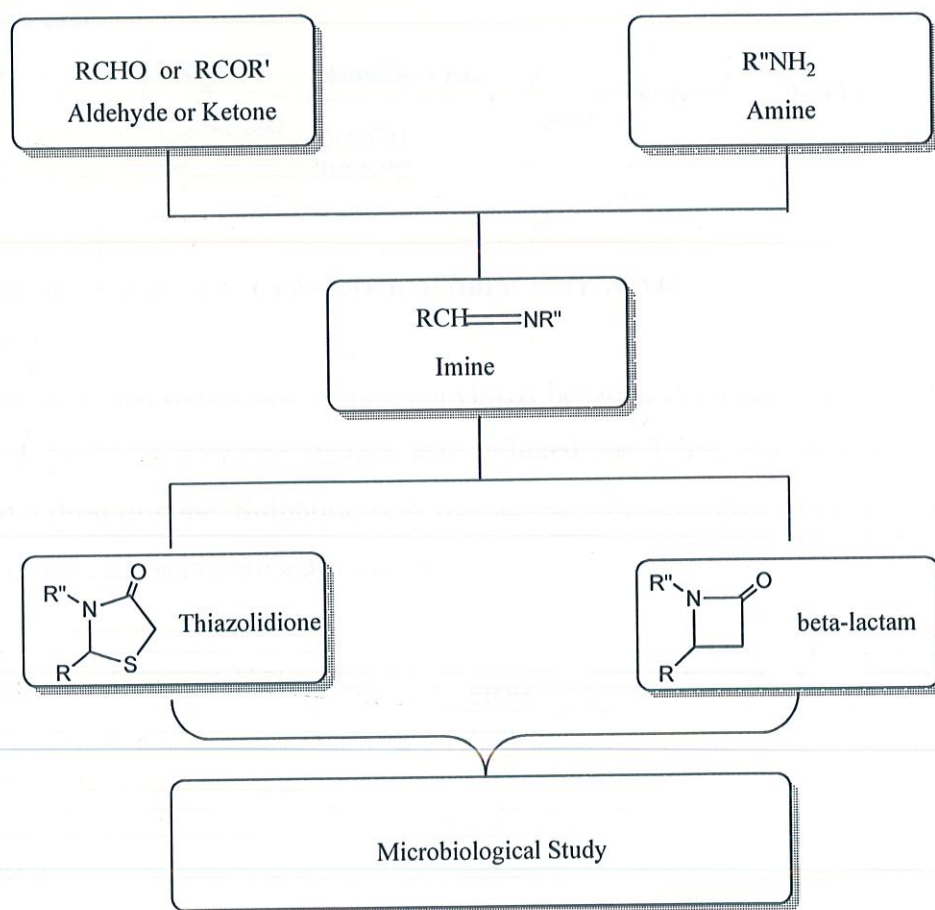 RCHO or RCOR'
Aldehyde or Ketone
R"NH₂
Amine
RCH=NR"
Imine
R"
N
O
R
S
Thiazolidione
R"
N
O
R
beta-lactam
Microbiological Study